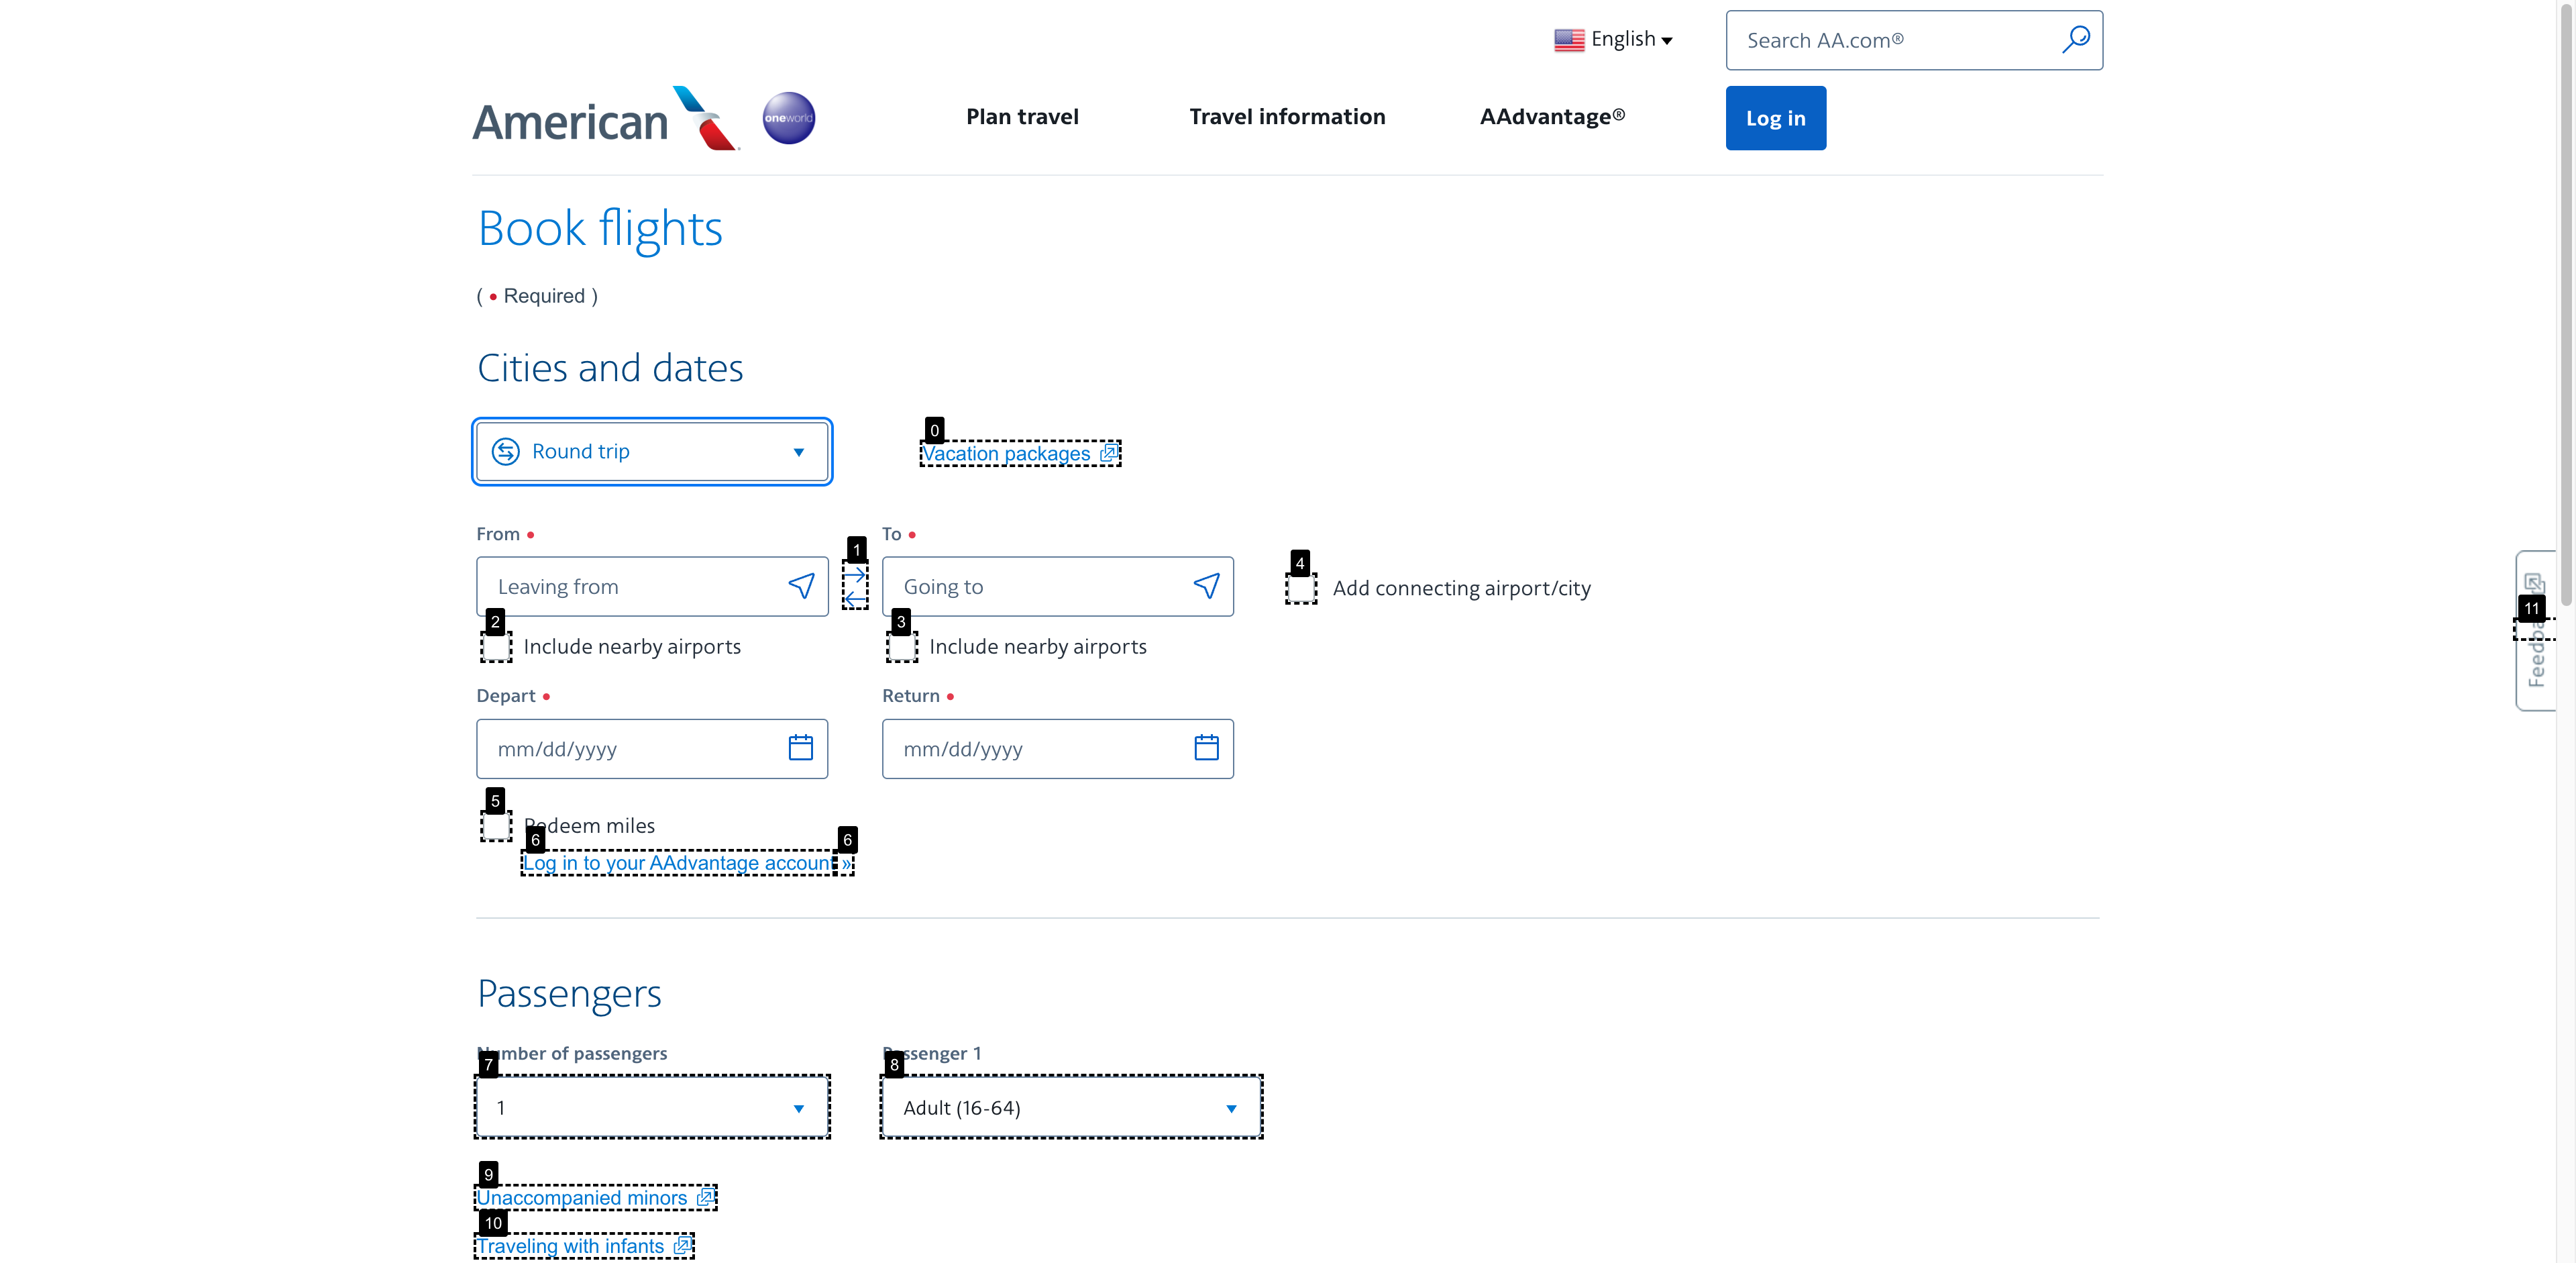 English
Search AA.com®
American
oneworld
Plan travel
Travel information
AAdvantage®
Log in
Book flights
( • Required )
Cities and dates
Round trip
0
Vacation packages
From •
1
To •
4
Leaving from
Going to
Add connecting airport/city
11
2
Include nearby airports
3
Include nearby airports
Depart •
Return •
mm/dd/yyyy
mm/dd/yyyy
5
Redeem miles
6
6
Log in to your AAdvantage account »
Passengers
Number of passengers
Passenger 1
7
8
1
Adult (16-64)
9
Unaccompanied minors
10
Traveling with infants